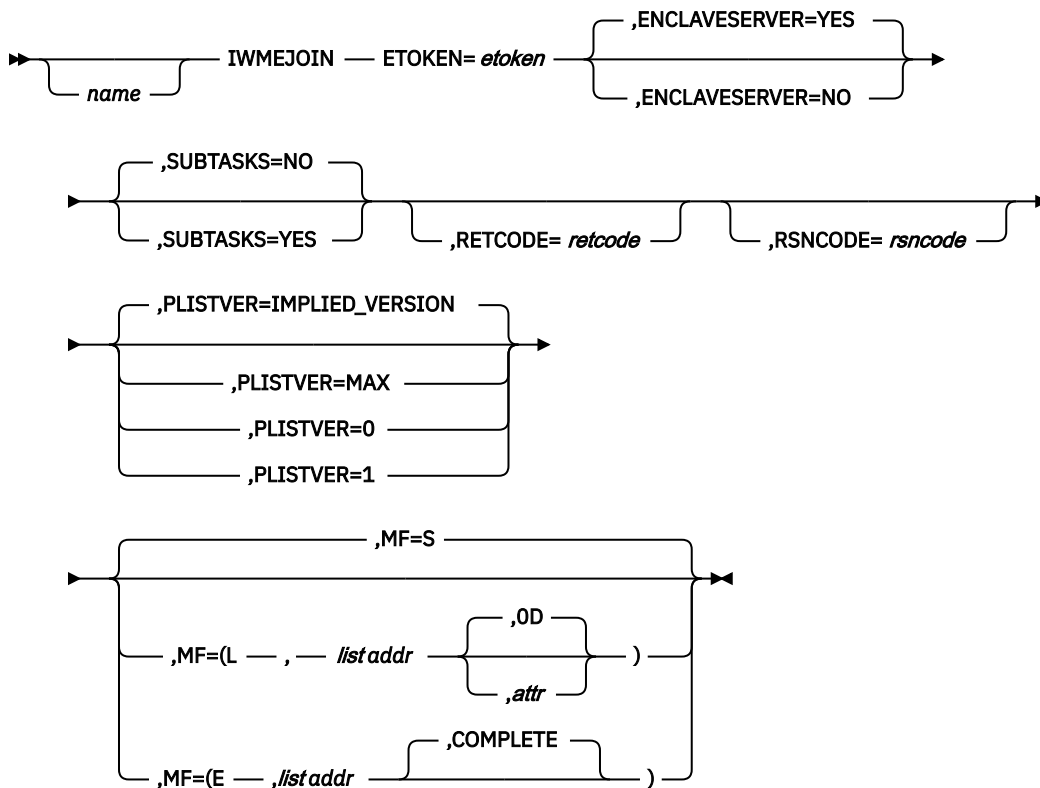 ,ENCLAVESERVER=YES
IWMEJOIN ETOKEN= etoken
name
,ENCLAVESERVER=NO
,SUBTASKS=NO
,SUBTASKS=YES
,RETCODE= retcode
,RSNCODE= rsncode
,PLISTVER=IMPLIED_VERSION
,PLISTVER=MAX
,PLISTVER=0
,PLISTVER=1
,MF=S
,0D
,MF=(L , list addr )
,attr
,COMPLETE
,MF=(E ,list addr )